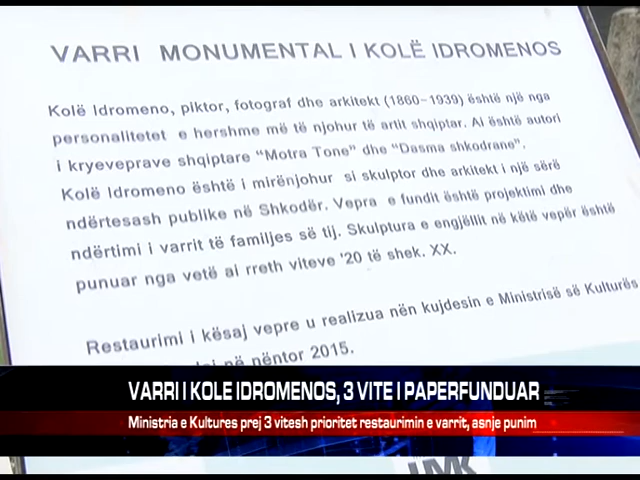 VARRI MONUMENTAL I KOLË IDROMENOS
Kolë Idromeno, piktor, fotograf dhe arkitekt (1860-1939) është një nga
personalitetet e hershme më të njohur të artit shqiptar. Ai është autori
i kryeveprave shqiptare "Motra Tone" dhe "Dasma shkodrane".
Kolë Idromeno është i mirënjohur si skulptor dhe arkitekt i një sërë
ndërtesash publike në Shkodër. Vepra e fundit është projektimi dhe
ndërtimi i varrit të familjes së tij. Skulptura e engjëllit në këtë vepër është
punuar nga vetë ai rreth viteve '20 të shek. XX.
Restaurimi i kësaj vepre u realizua nën kujdesin e Ministrisë së Kulturës
në nëntor 2015.
VARRI I KOLE IDROMENOS, 3 VITE I PAPERFUNDUAR
Ministria e Kultures prej 3 vitesh prioritet restaurimin e varrit, asnje punim